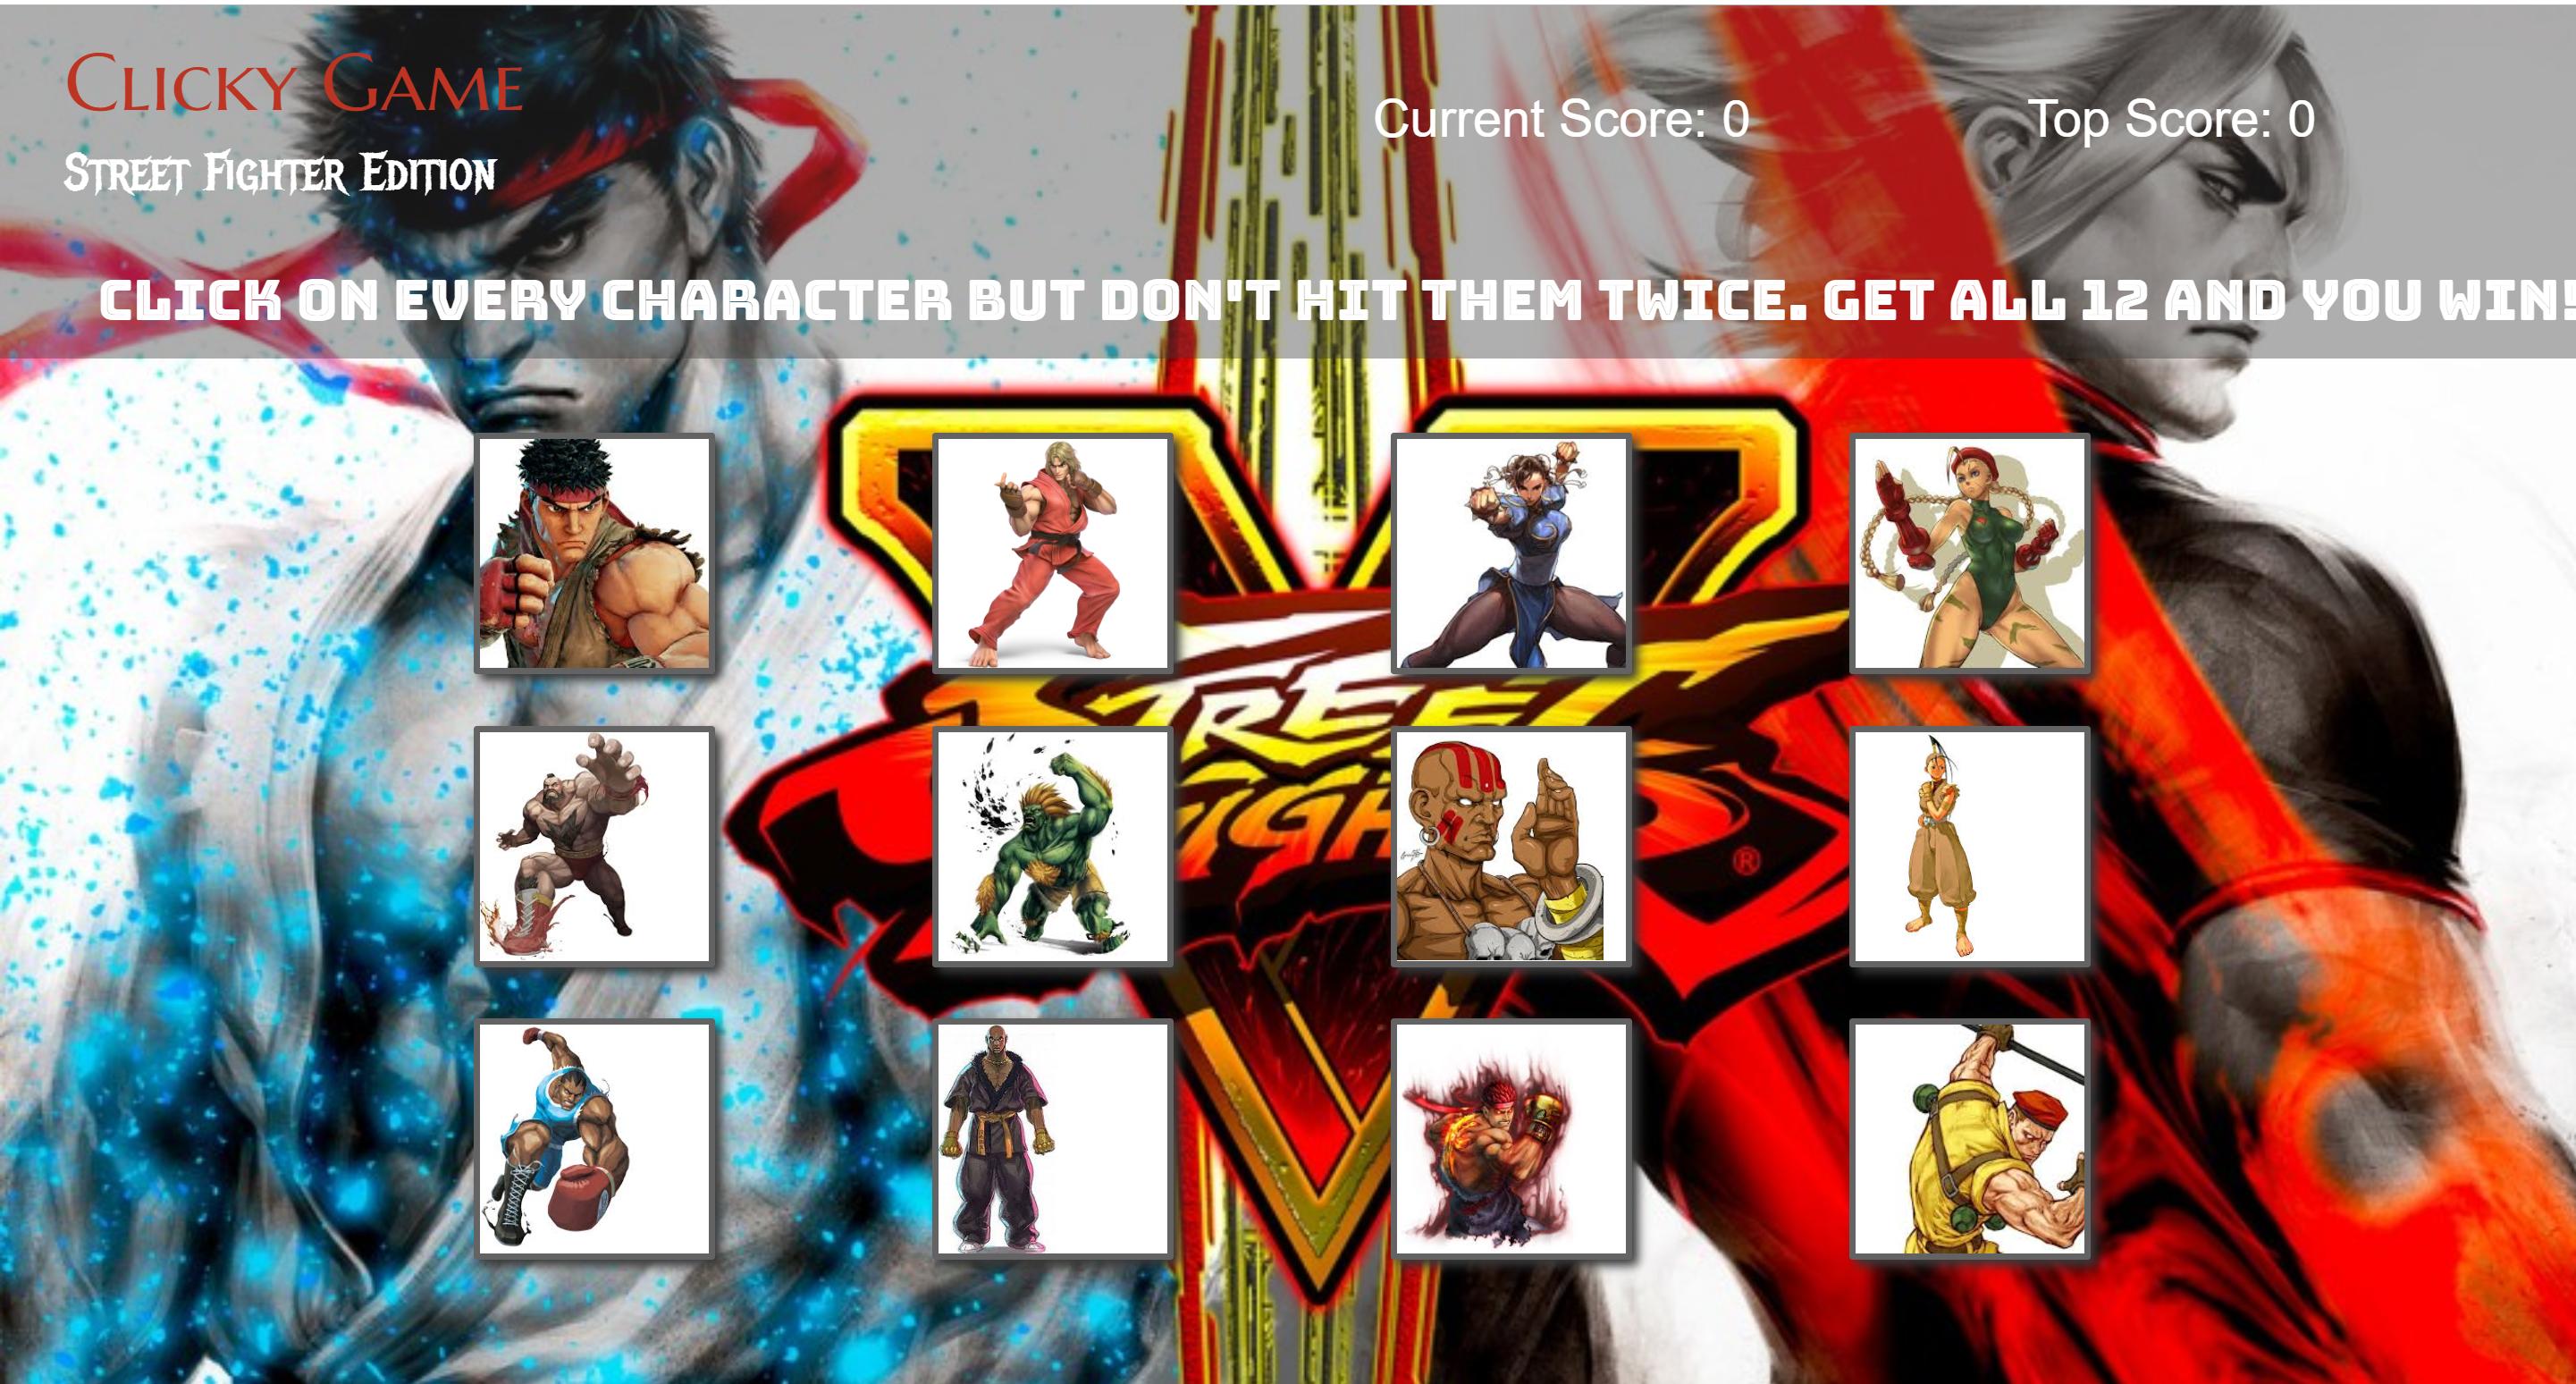 Clicky Game
Street Fighter Edition
Current Score: 0
Top Score: 0
CLICK ON EVERY CHARACTER BUT DON'T HIT THEM TWICE. GET ALL 12 AND YOU WIN!
V
STREET
FIGH
®